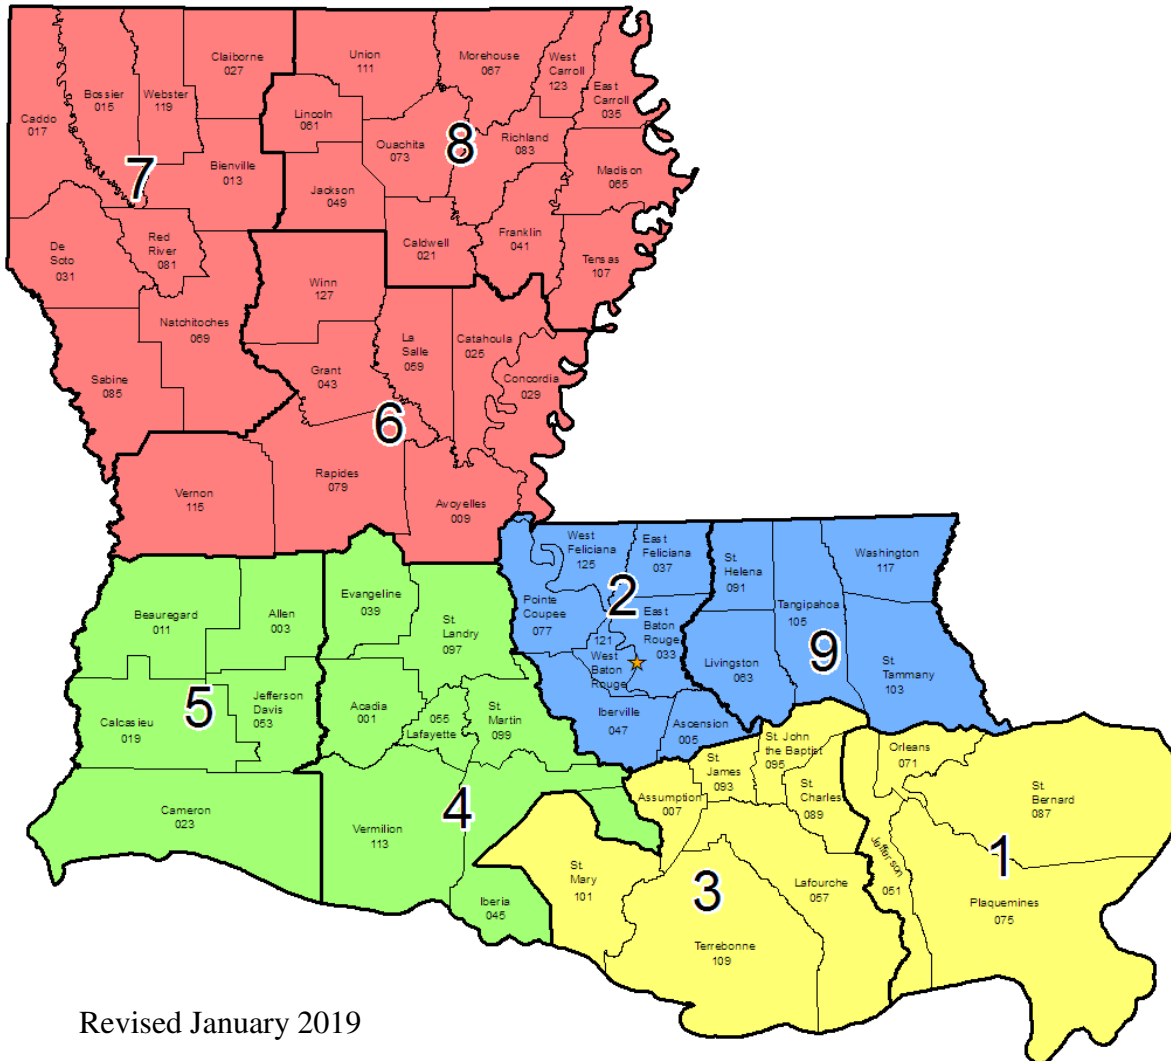 Claiborne
027
Union
111
Morehouse
067
West
Carroll
123
East
Carroll
035
Caddo
017
Bossier
015
Webster
119
Lincoln
061
Ouachita
073
8
Richland
083
7
Bienville
013
Madison
065
Jackson
049
De
Soto
031
Red
River
081
Caldwell
021
Franklin
041
Tensas
107
Winn
127
Natchitoches
069
La
Salle
059
Catahoula
025
Sabine
085
Grant
043
Concordia
029
6
Vernon
115
Rapides
079
Avoyelles
009
West
Feliciana
125
East
Feliciana
037
St.
Helena
091
Washington
117
Beauregard
011
Allen
003
Evangeline
039
St.
Landry
097
Pointe
Coupee
077
2
East
Baton
Rouge
033
121
West
Baton
Rouge
Tangipahoa
105
9
Livingston
063
St.
Tammany
103
Calcasieu
019
5
Jefferson
Davis
053
Acadia
001
055
Lafayette
St.
Martin
099
Iberville
047
Ascension
005
St.
James
093
St. John
the Baptist
095
St.
Charles
089
Orleans
071
St.
Bernard
087
Assumption
007
Cameron
023
Vermilion
113
4
Iberia
045
St.
Mary
101
3
Lafourche
057
Terrebonne
109
Jefferson
051
1
Plaquemines
075
Revised January 2019